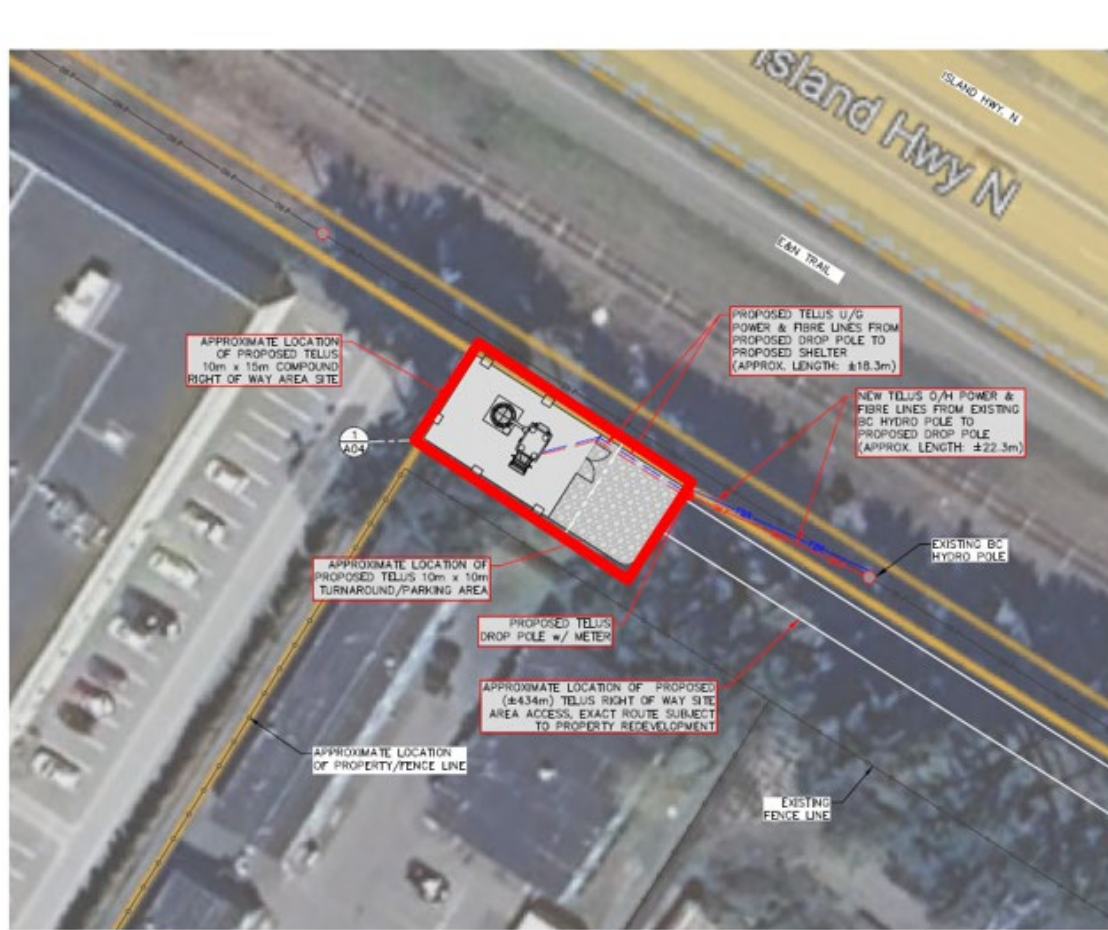 Island Hwy N
ISLAND HWY. N
E&N TRAIL
PROPOSED TELUS U/G
POWER & FIBRE LINES FROM
PROPOSED DROP POLE TO
PROPOSED SHELTER
(APPROX. LENGTH: ±18.3m)
APPROXIMATE LOCATION
OF PROPOSED TELUS
10m x 15m COMPOUND
RIGHT OF WAY AREA SITE
NEW TELUS O/H POWER &
FIBRE LINES FROM EXISTING
BC HYDRO POLE TO
PROPOSED DROP POLE
(APPROX. LENGTH: ±22.3m)
1
A04
EXISTING BC
HYDRO POLE
APPROXIMATE LOCATION OF
PROPOSED TELUS 10m x 10m
TURNAROUND/PARKING AREA
PROPOSED TELUS
DROP POLE w/ METER
APPROXIMATE LOCATION OF PROPOSED
(±434m) TELUS RIGHT OF WAY SITE
AREA ACCESS, EXACT ROUTE SUBJECT
TO PROPERTY REDEVELOPMENT
APPROXIMATE LOCATION
OF PROPERTY/FENCE LINE
EXISTING
FENCE LINE